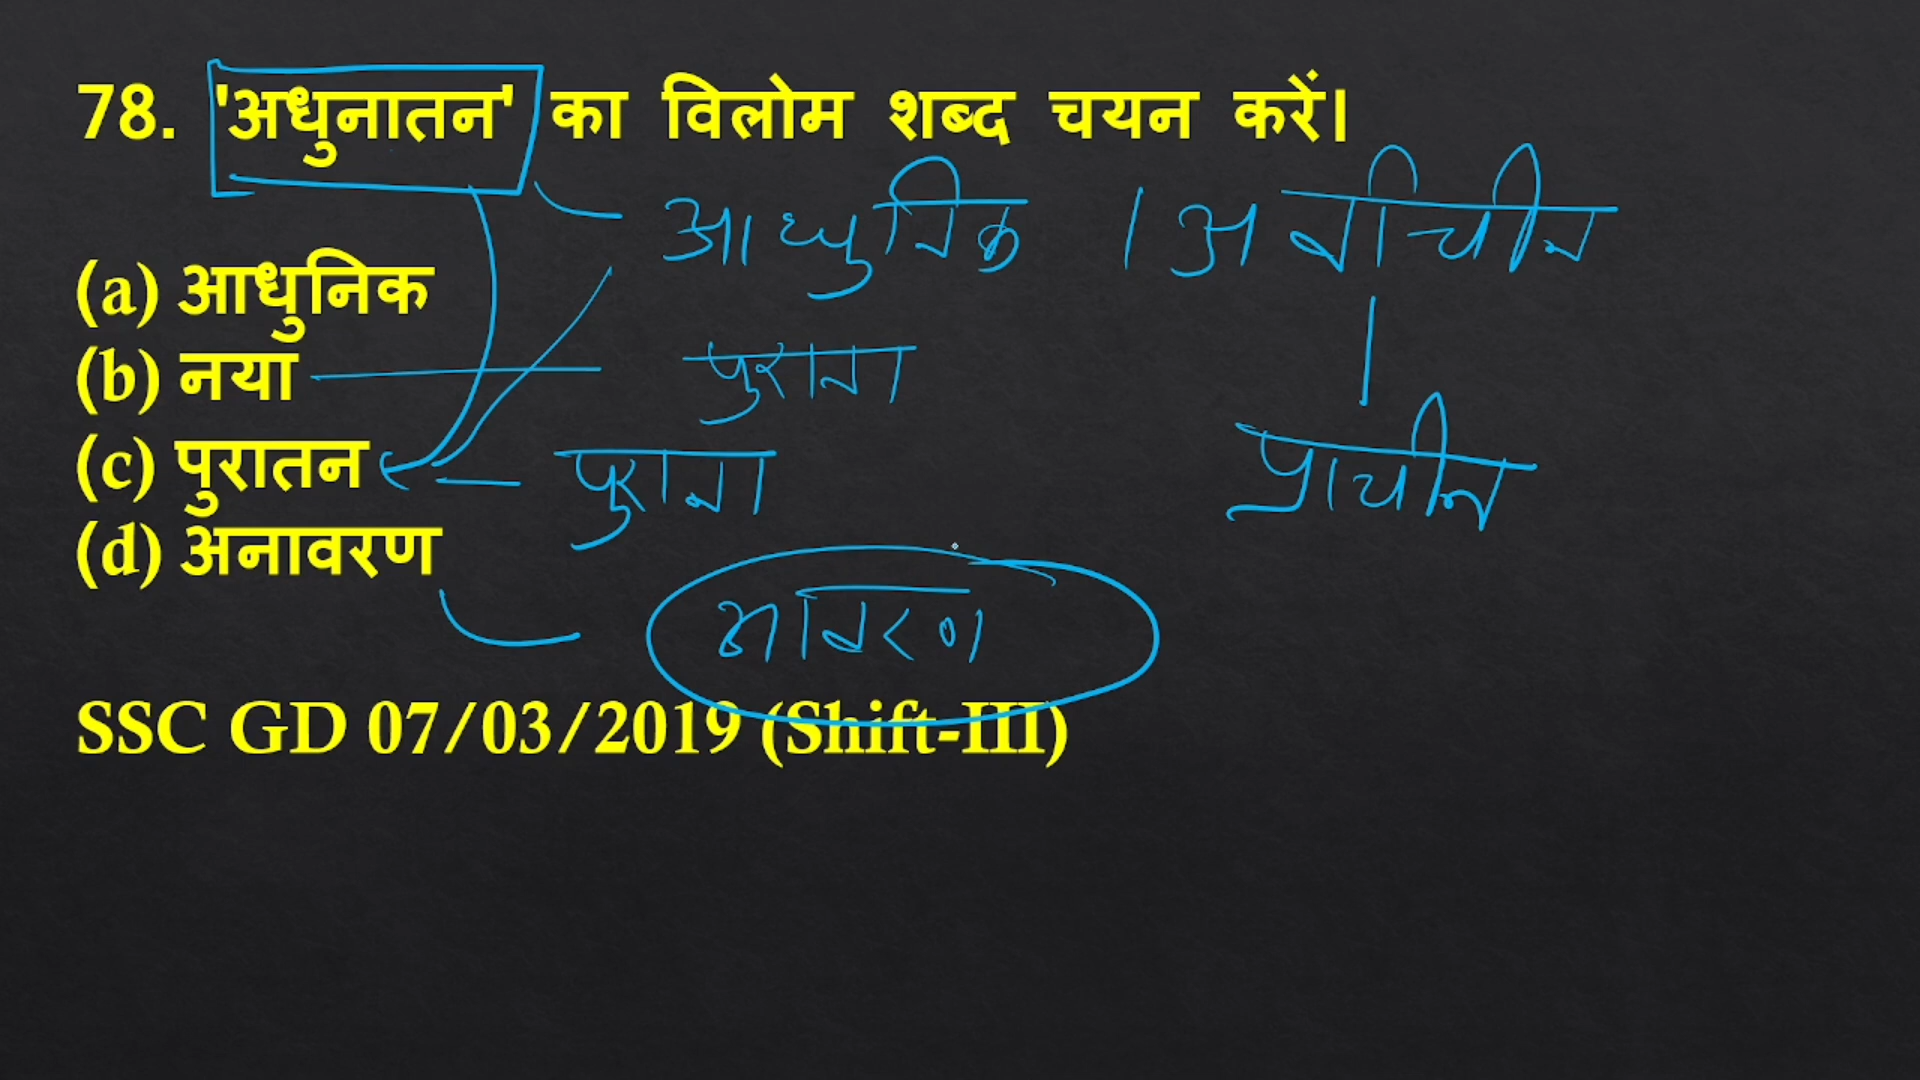 78. 'अधुनातन' का विलोम शब्द चयन करें।
आधुनिक । अर्वाचीन
(a) आधुनिक
(b) नया पुराना
(c) पुरातन पुराना प्राचीन
(d) अनावरण
आवरण
SSC GD 07/03/2019 (Shift-III)